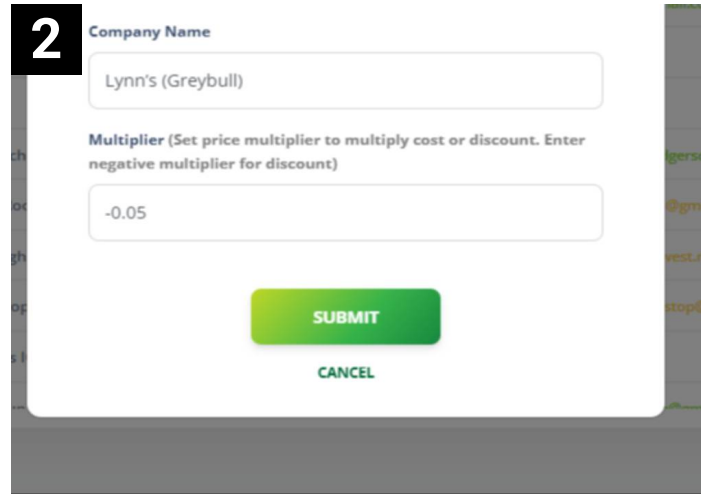 2
Company Name
Lynn's (Greybull)
Multiplier (Set price multiplier to multiply cost or discount. Enter
negative multiplier for discount)
-0.05
SUBMIT
CANCEL